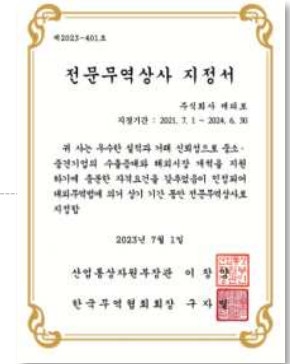 제2023-401호
전문무역상사 지정서
주식회사
지정기간 : 2021. 7. 1 ~ 2024. 6. 30
귀 사는 우수한 실적과 거래 신뢰성으로 중소·
중견기업의 수출증대와 해외시장 개척을 지원
하기에 충분한 자격요건을 갖추었음이 인정되어
대외무역법에 의거 상기 기간 동안 전문무역상사로
지정함
2023년 7월 1일
산업통상자원부장관 이 창 양
한국무역협회회장 구 자